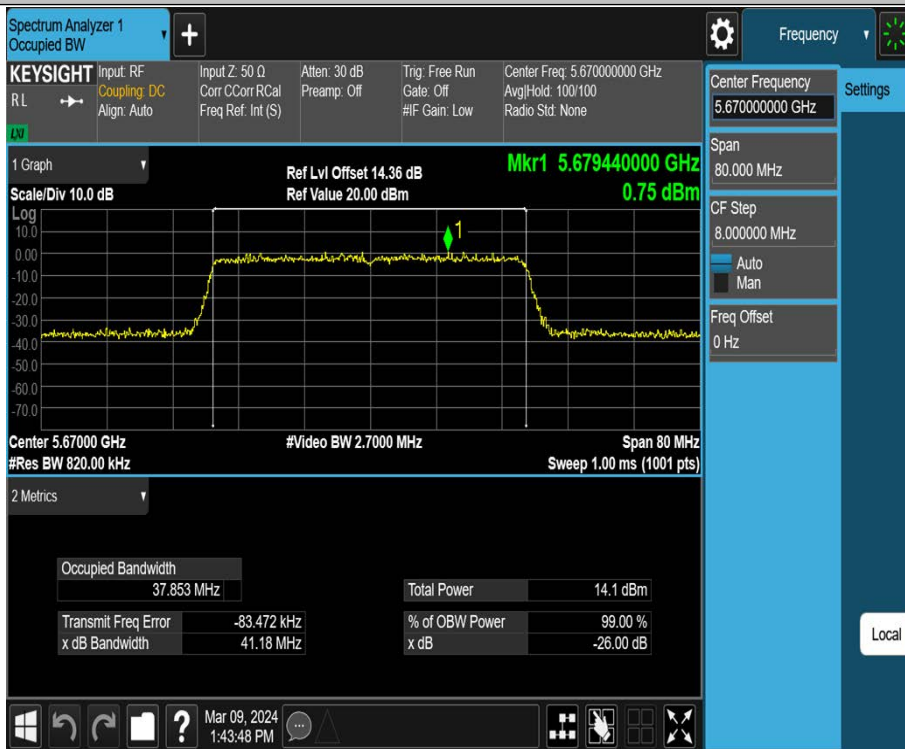 Spectrum Analyzer 1
Occupied BW
+
Frequency
KEYSIGHT
R L
LXI
Input: RF
Coupling: DC
Align: Auto
Input Z: 50 Ω
Corr CCorr RCal
Freq Ref: Int (S)
Atten: 30 dB
Preamp: Off
Trig: Free Run
Gate: Off
#IF Gain: Low
Center Freq: 5.670000000 GHz
Avg|Hold: 100/100
Radio Std: None
Center Frequency
5.670000000 GHz
Settings
Span
80.000 MHz
CF Step
8.000000 MHz
Auto
Man
Freq Offset
0 Hz
Local
1 Graph
Scale/Div 10.0 dB
Ref Lvl Offset 14.36 dB
Ref Value 20.00 dBm
Mkr1 5.679440000 GHz
0.75 dBm
Log
10.0
0.00
-10.0
-20.0
-30.0
-40.0
-50.0
-60.0
-70.0
1
Center 5.67000 GHz
#Video BW 2.7000 MHz
Span 80 MHz
#Res BW 820.00 kHz
Sweep 1.00 ms (1001 pts)
2 Metrics
Occupied Bandwidth
37.853 MHz
Total Power 14.1 dBm
Transmit Freq Error -83.472 kHz
% of OBW Power 99.00 %
x dB Bandwidth 41.18 MHz
x dB -26.00 dB
?
Mar 09, 2024
1:43:48 PM